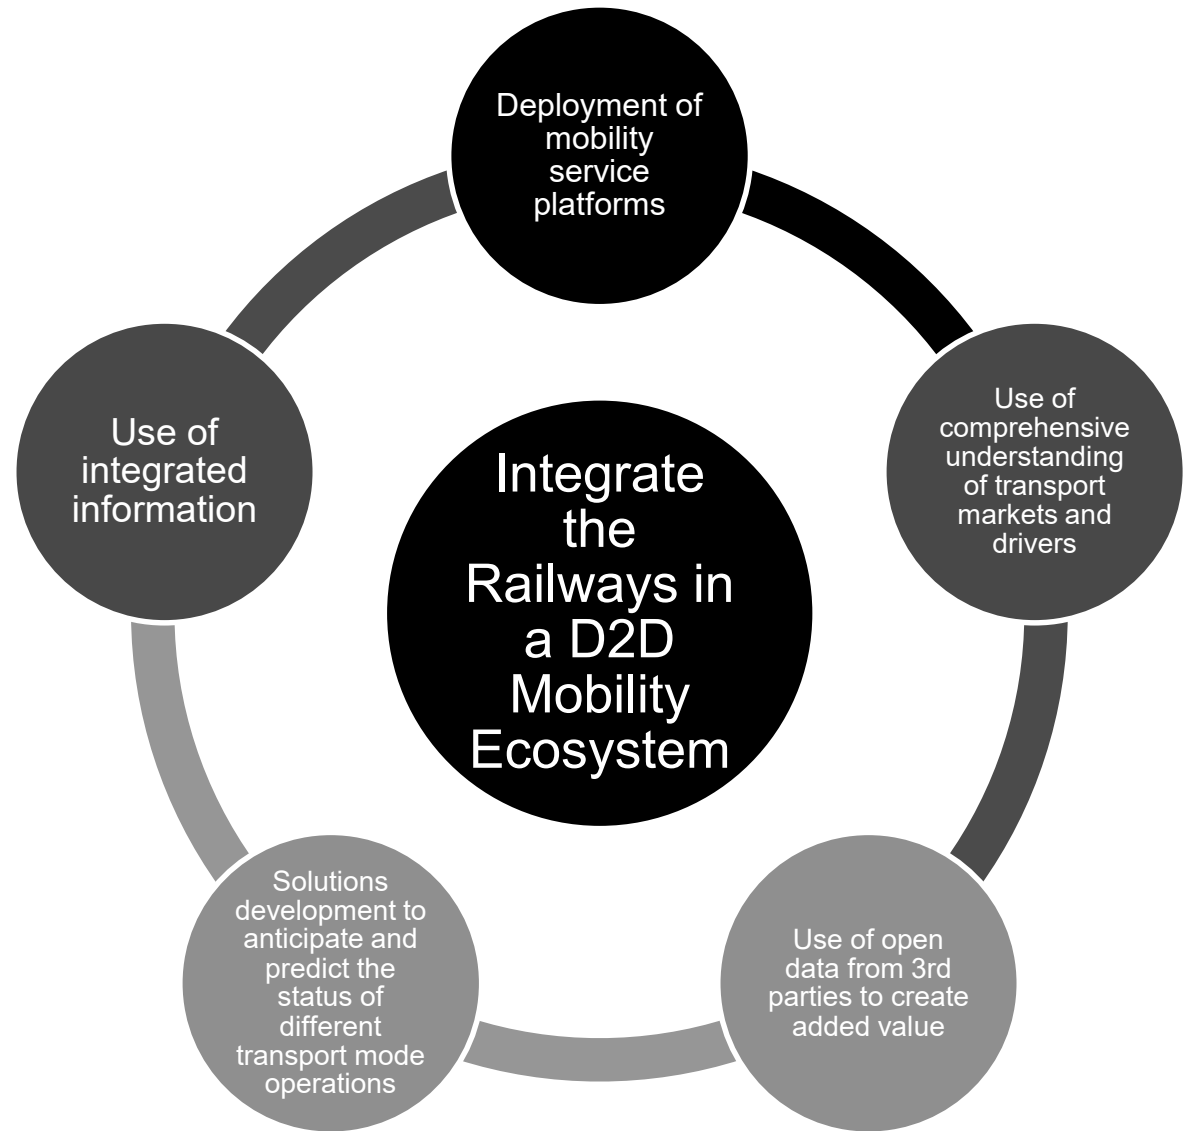 Deployment of
mobility
service
platforms
Use of
comprehensive
understanding
of transport
markets and
drivers
Use of
integrated
information
Integrate
the
Railways in
a D2D
Mobility
Ecosystem
Solutions
development to
anticipate and
predict the
status of
different
transport mode
operations
Use of open
data from 3rd
parties to create
added value